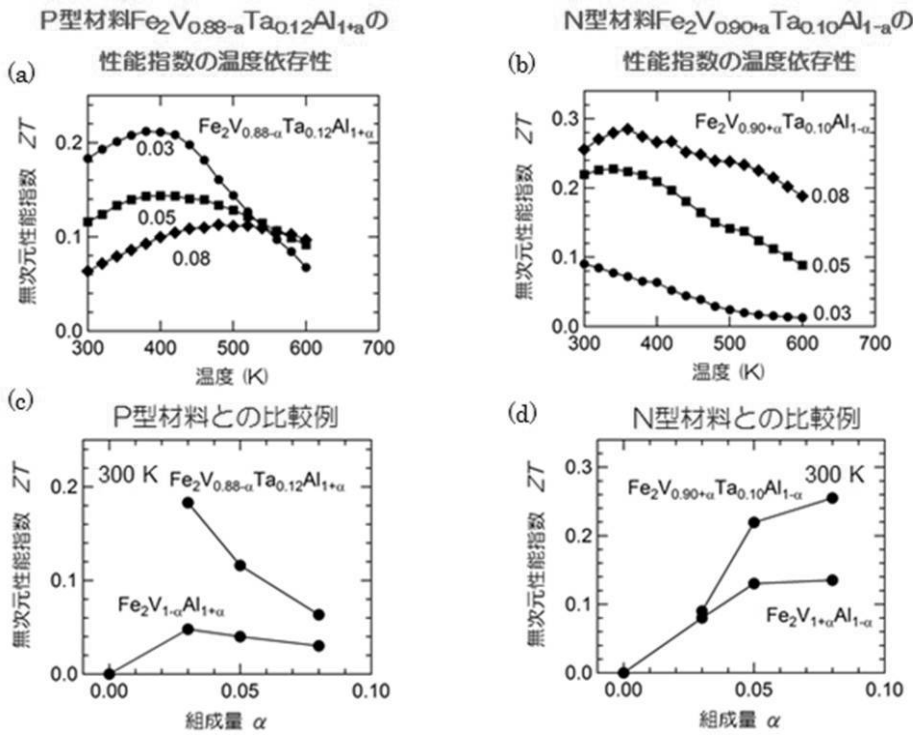 P型材料Fe₂V₀.₈₈₋ₐTa₀.₁₂Al₁₊ₐの
性能指数の温度依存性
(a)
無次元性能指数 ZT
0.2
0.1
0.0
Fe₂V₀.₈₈₋αTa₀.₁₂Al₁₊α
0.03
0.05
0.08
300 400 500 600 700
温度 (K)
N型材料Fe₂V₀.₉₀₊ₐTa₀.₁₀Al₁₋ₐの
性能指数の温度依存性
(b)
無次元性能指数 ZT
0.3
0.2
0.1
0.0
Fe₂V₀.₉₀₊αTa₀.₁₀Al₁₋α
0.08
0.05
0.03
300 400 500 600 700
温度 (K)
(c)
P型材料との比較例
無次元性能指数 ZT
0.2
0.1
0.0
300 K
Fe₂V₀.₈₈₋αTa₀.₁₂Al₁₊α
Fe₂V₁₋αAl₁₊α
0.00 0.05 0.10
組成量 α
(d)
N型材料との比較例
無次元性能指数 ZT
0.3
0.2
0.1
0.0
300 K
Fe₂V₀.₉₀₊αTa₀.₁₀Al₁₋α
Fe₂V₁₊αAl₁₋α
0.00 0.05 0.10
組成量 α